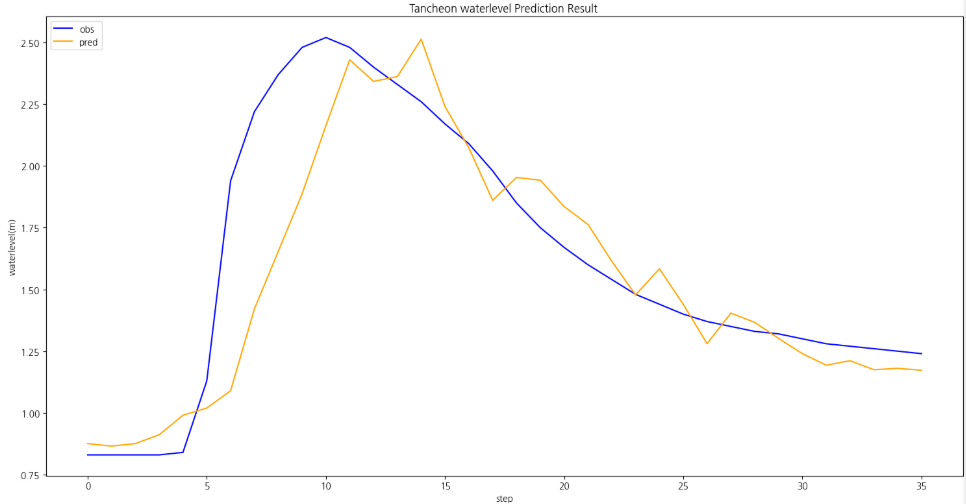 Tancheon waterlevel Prediction Result
obs
pred
2.50
2.25
2.00
1.75
1.50
1.25
1.00
0.75
waterlevel(m)
0 5 10 15 20 25 30 35
step